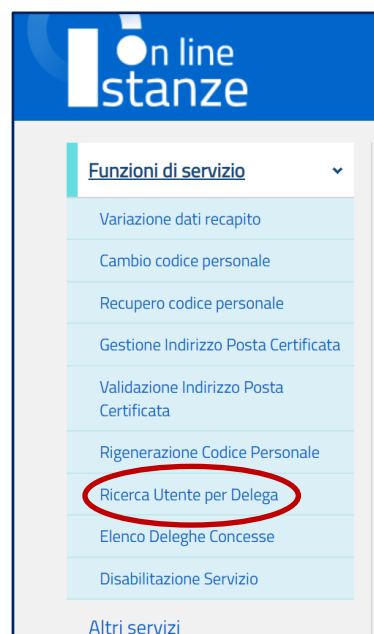 on line
Istanze
Funzioni di servizio
Variazione dati recapito
Cambio codice personale
Recupero codice personale
Gestione Indirizzo Posta Certificata
Validazione Indirizzo Posta
Certificata
Rigenerazione Codice Personale
Ricerca Utente per Delega
Elenco Deleghe Concesse
Disabilitazione Servizio
Altri servizi